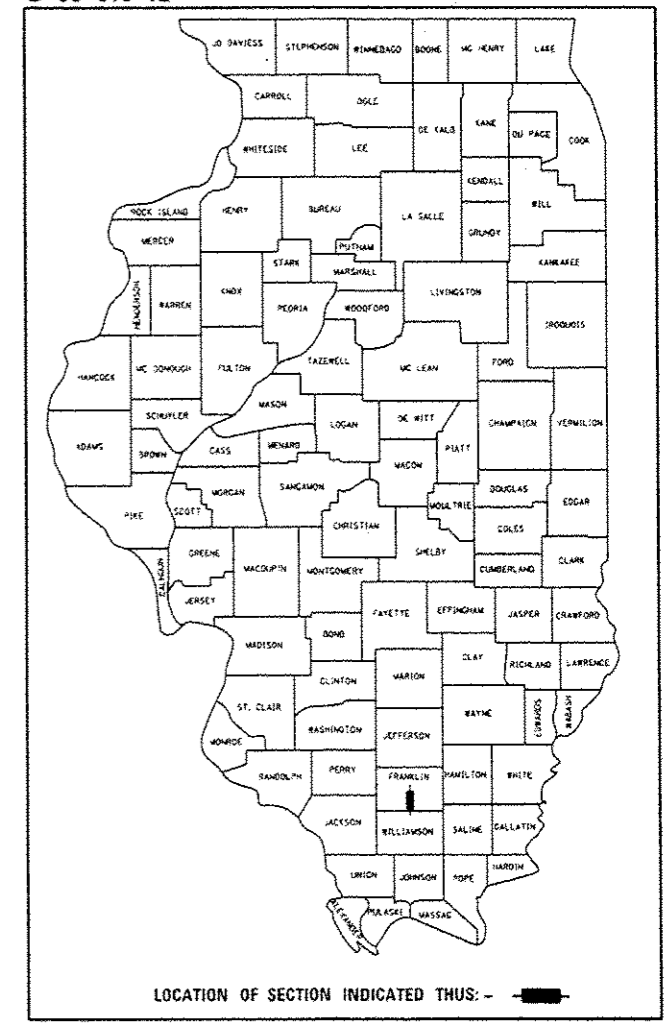 JO DAVIESS STEPHENSON WINNEBAGO BOONE MC HENRY LAKE
CARROLL OGLE DE KALB KANE DU PAGE COOK
WHITESIDE LEE
KENDALL WILL
ROCK ISLAND HENRY BUREAU LA SALLE GRUNDY
MERCER PUTNAM
STARK MARSHALL KANKAKEE
HENDERSON WARREN KNOX PEORIA WOODFORD LIVINGSTON IROQUOIS
HANCOCK MC DONOUGH FULTON TAZEWELL MC LEAN FORD
MASON
SCHUYLER LOGAN DE WITT CHAMPAIGN VERMILION
ADAMS BROWN CASS MENARD MACON PIATT
PIKE SCOTT MORGAN SANGAMON MOULTRIE DOUGLAS EDGAR
CHRISTIAN COLES
CALHOUN GREENE MACOUPIN MONTGOMERY SHELBY CUMBERLAND CLARK
JERSEY FAYETTE EFFINGHAM JASPER CRAWFORD
MADISON BOND
CLAY RICHLAND LAWRENCE
CLINTON MARION
ST. CLAIR WAYNE EDWARDS WABASH
MONROE WASHINGTON JEFFERSON
RANDOLPH PERRY FRANKLIN HAMILTON WHITE
JACKSON WILLIAMSON SALINE GALLATIN
UNION JOHNSON POPE HARDIN
ALEXANDER PULASKI MASSAC
LOCATION OF SECTION INDICATED THUS: -